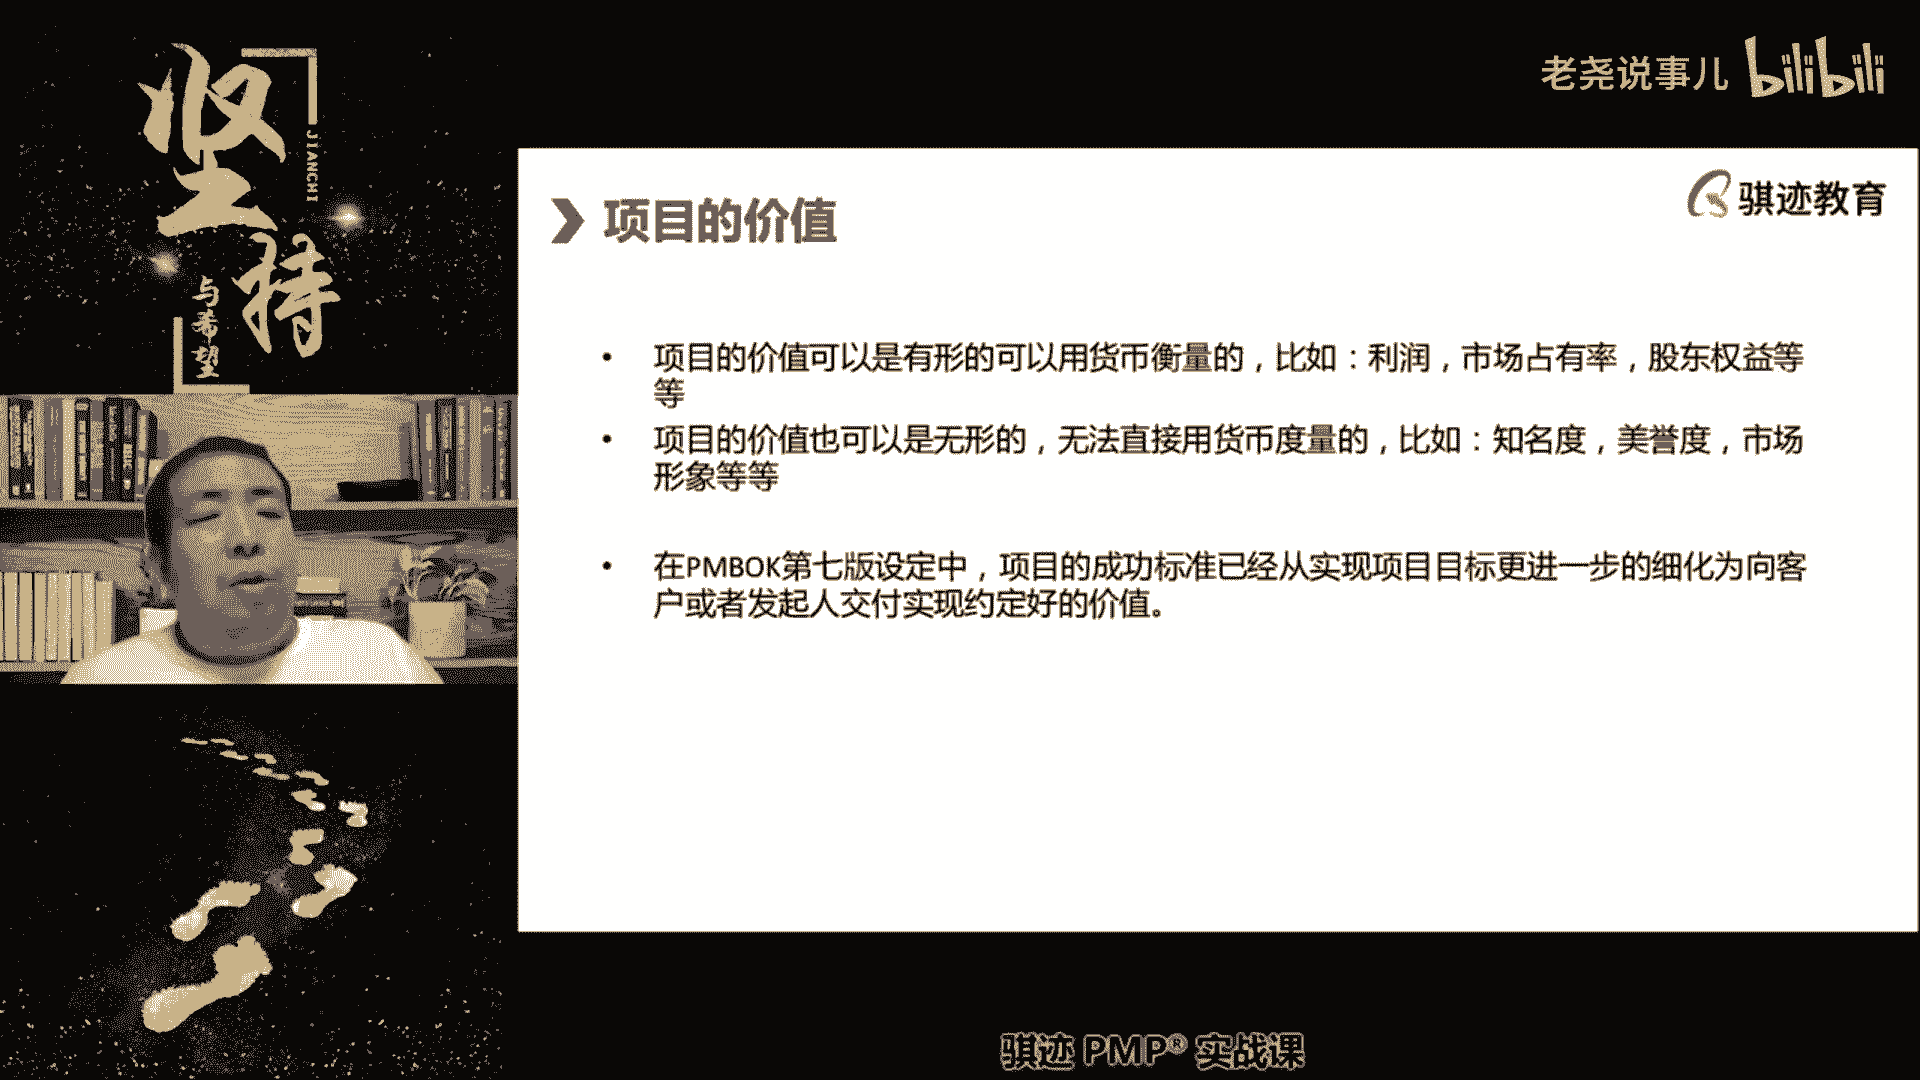 坚持
JIANCHI
与希望
老尧说事儿 bilibili
骐迹教育
项目的价值
• 项目的价值可以是有形的可以用货币衡量的，比如：利润，市场占有率，股东权益等
等
• 项目的价值也可以是无形的，无法直接用货币度量的，比如：知名度，美誉度，市场
形象等等
• 在PMBOK第七版设定中，项目的成功标准已经从实现项目目标更进一步的细化为向客
户或者发起人交付实现约定好的价值。
骐迹 PMP® 实战课